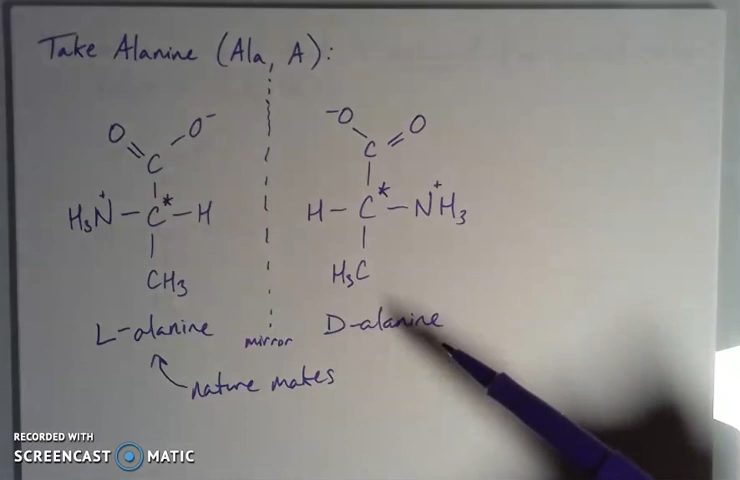 Take Alanine (Ala, A):
O O⁻ ⁻O O
C C
H₃N⁺ – C* – H H – C* – N⁺H₃
CH₃ H₃C
L-alanine mirror D-alanine
nature makes
RECORDED WITH
SCREENCAST MATIC